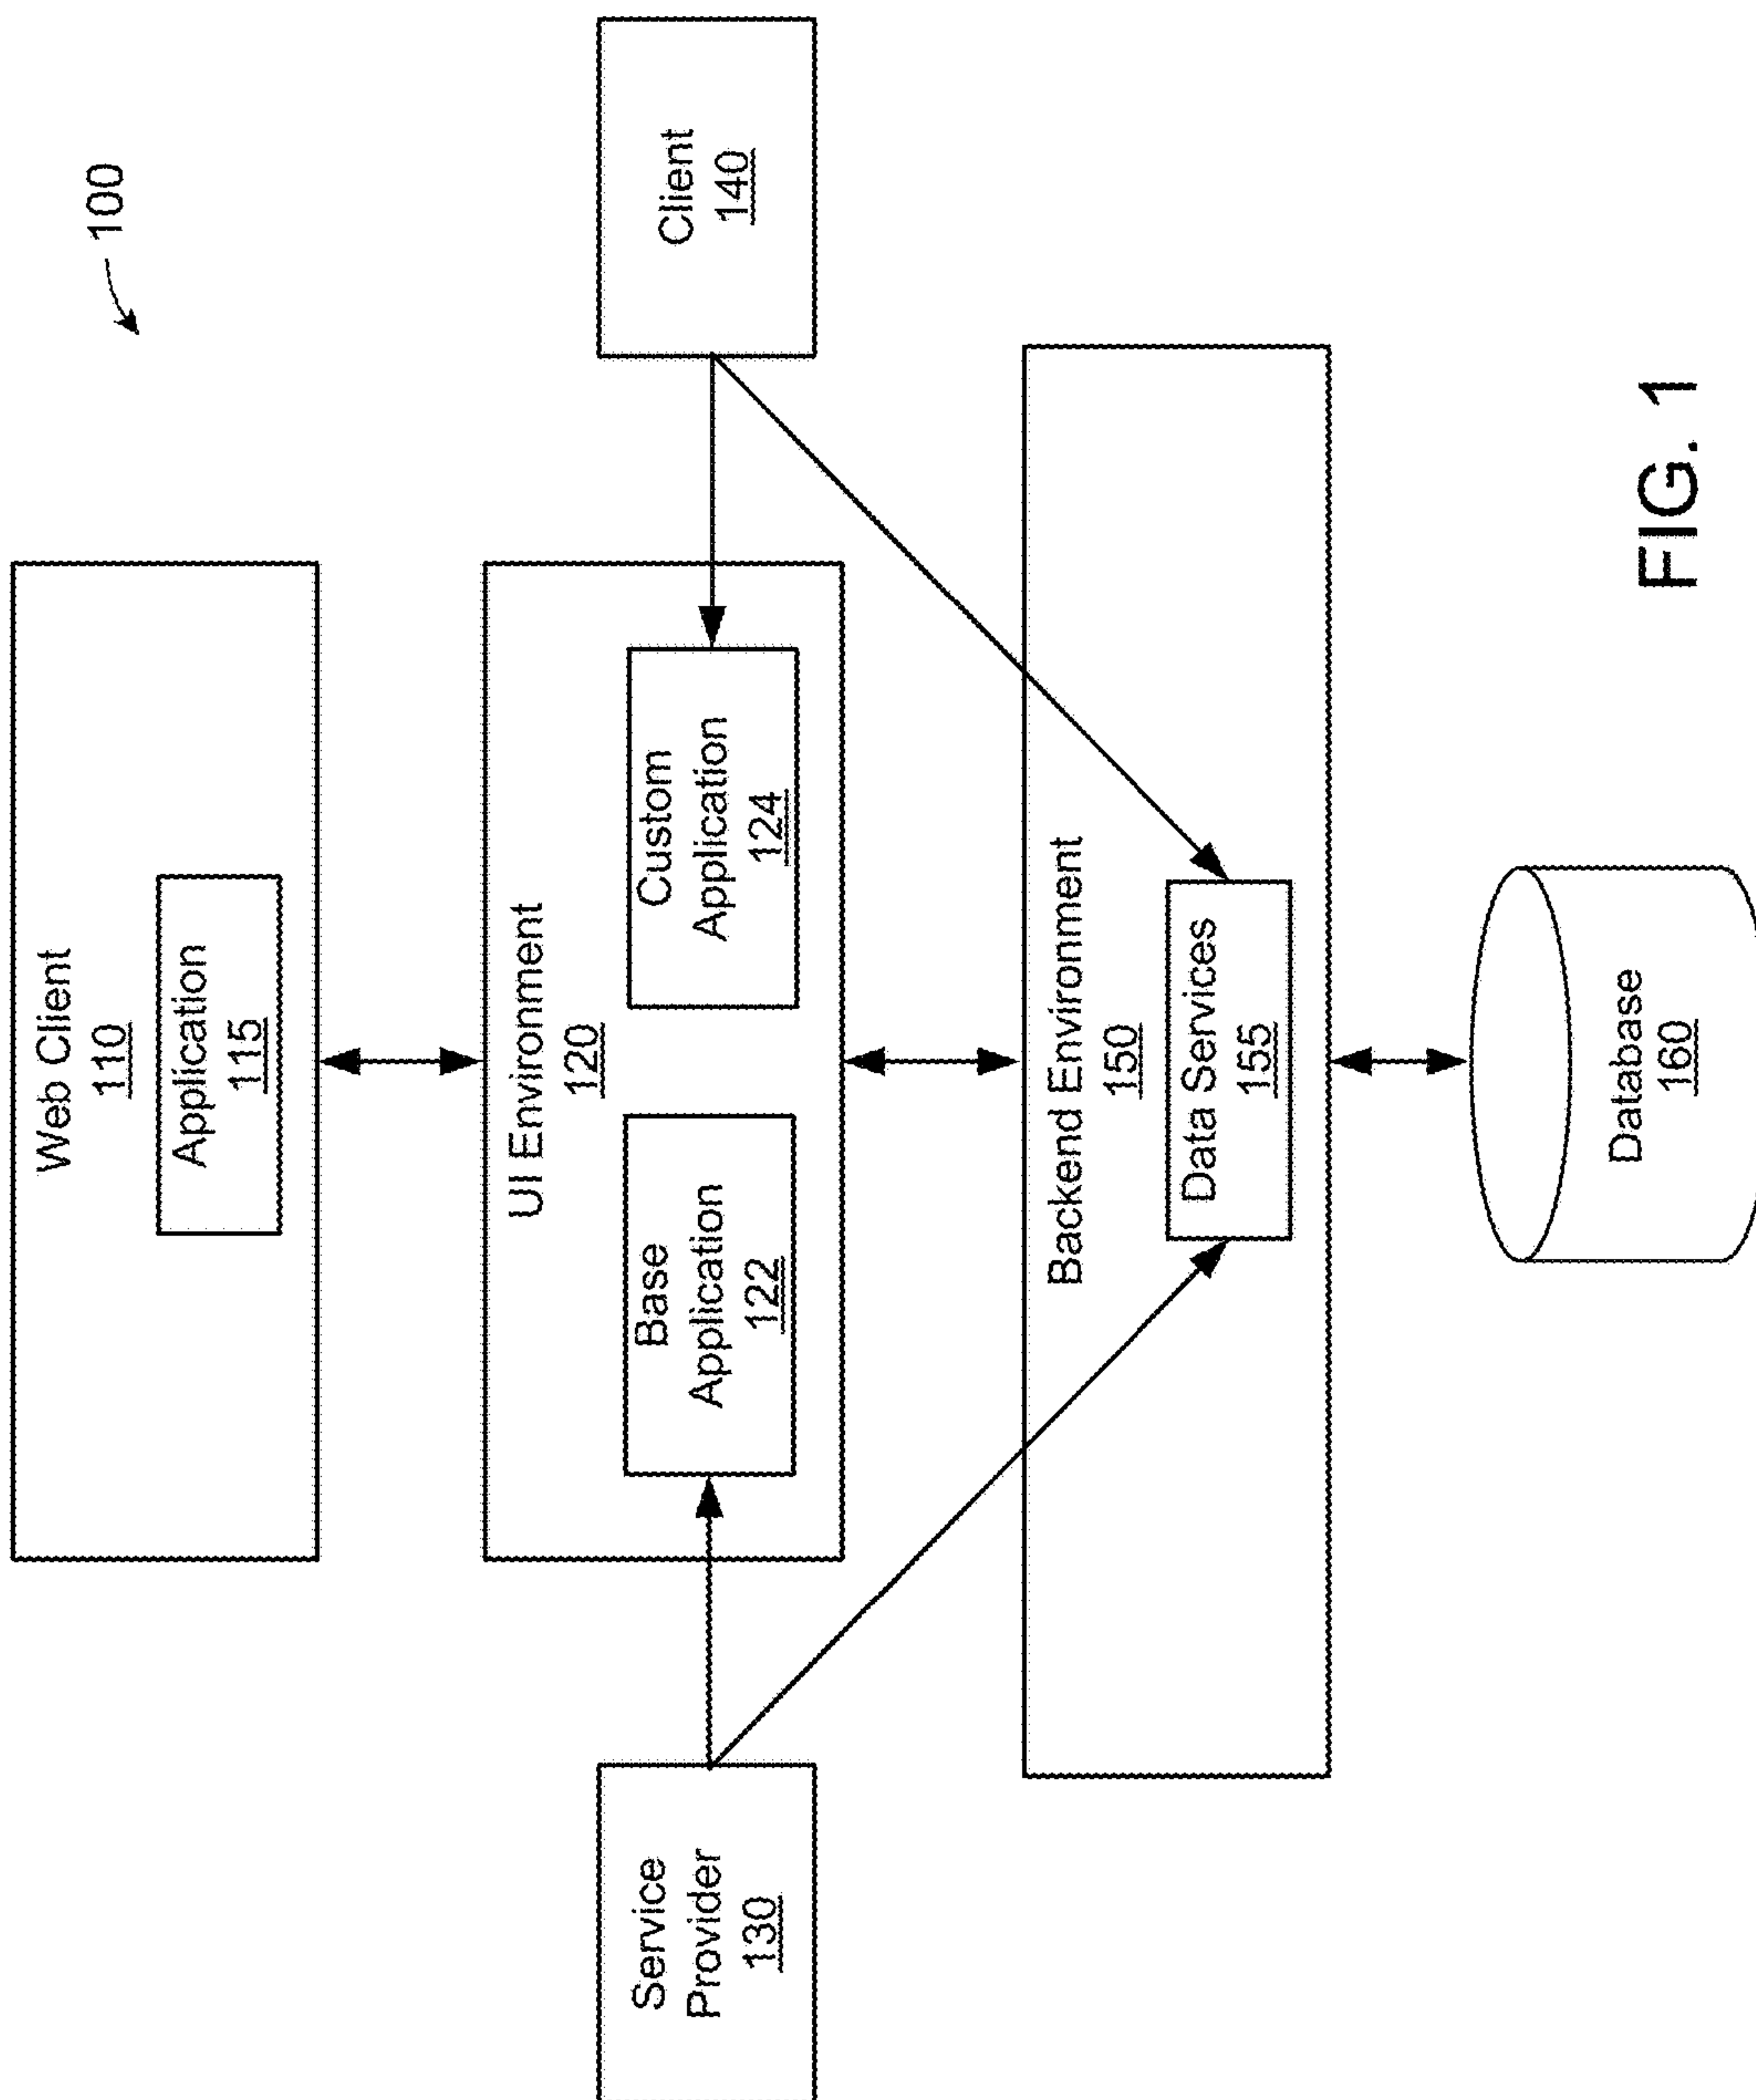 100
Web Client
110
Application
115
UI Environment
120
Base
Application
122
Custom
Application
124
Service
Provider
130
Client
140
Backend Environment
150
Data Services
155
Database
160
FIG. 1